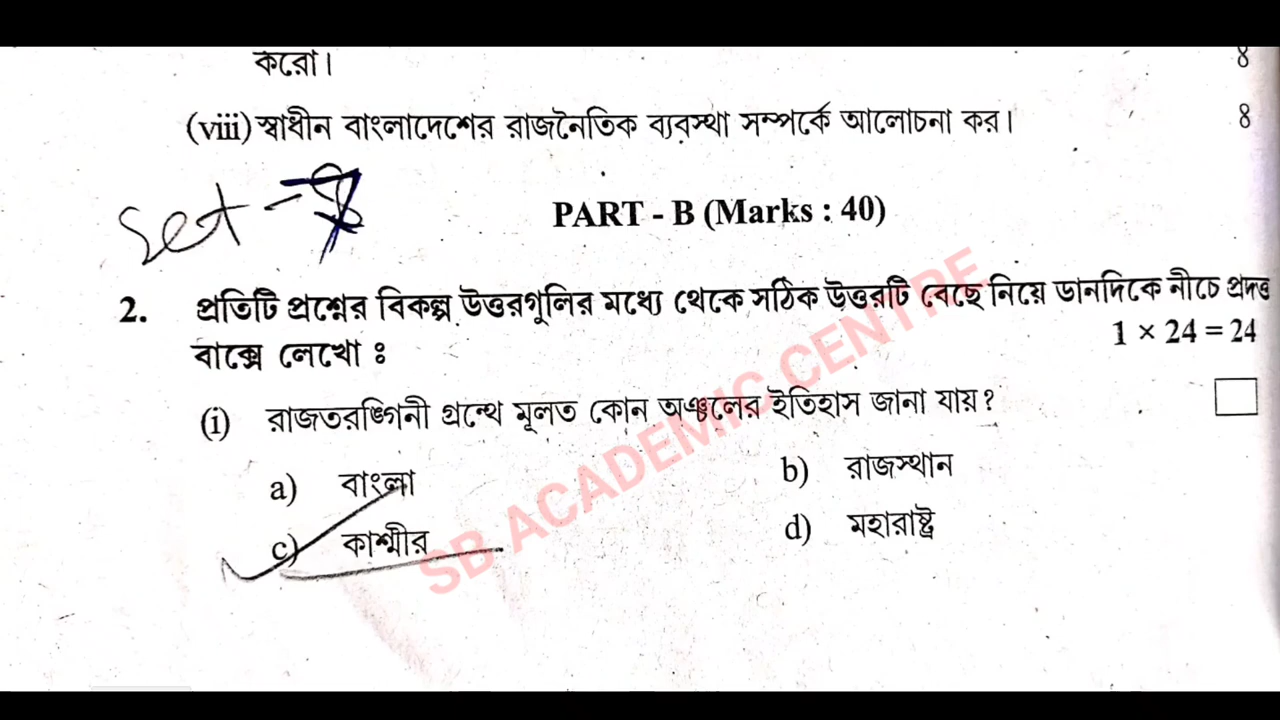 করো। 8
(viii) স্বাধীন বাংলাদেশের রাজনৈতিক ব্যবস্থা সম্পর্কে আলোচনা কর। 8
Set -
PART - B (Marks : 40)
2. প্রতিটি প্রশ্নের বিকল্প উত্তরগুলির মধ্যে থেকে সঠিক উত্তরটি বেছে নিয়ে ডানদিকে নীচে প্রদত্ত
বাক্সে লেখো ঃ 1 × 24 = 24
(i) রাজতরঙ্গিনী গ্রন্থে মূলত কোন অঞ্চলের ইতিহাস জানা যায়?
a) বাংলা b) রাজস্থান
c) কাশ্মীর d) মহারাষ্ট্র
SB ACADEMIC CENTRE